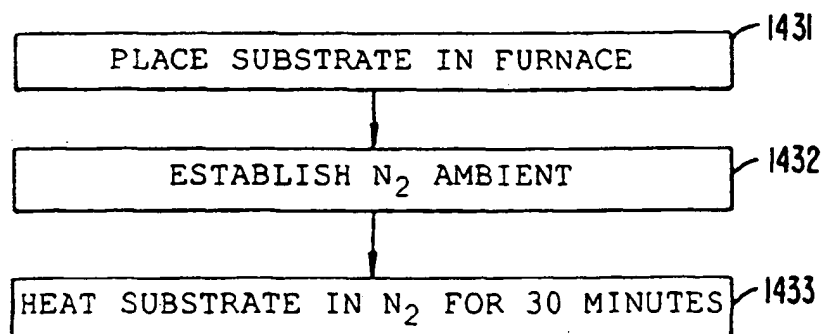 1431
PLACE SUBSTRATE IN FURNACE
1432
ESTABLISH N₂ AMBIENT
1433
HEAT SUBSTRATE IN N₂ FOR 30 MINUTES